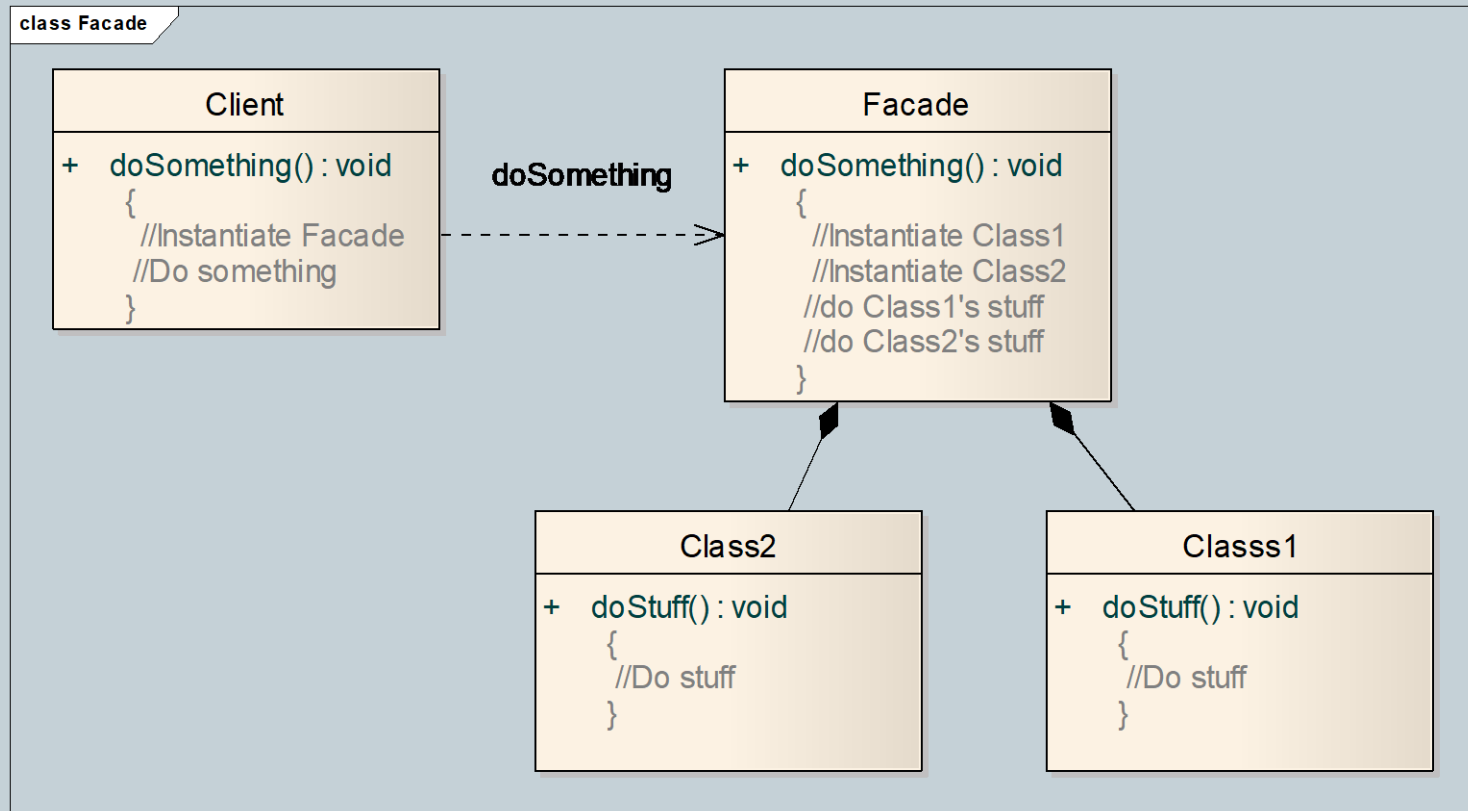 class Facade
Client
+ doSomething() : void
{
//Instantiate Facade
//Do something
}
doSomething
Facade
+ doSomething() : void
{
//Instantiate Class1
//Instantiate Class2
//do Class1's stuff
//do Class2's stuff
}
Class2
+ doStuff() : void
{
//Do stuff
}
Classs1
+ doStuff() : void
{
//Do stuff
}